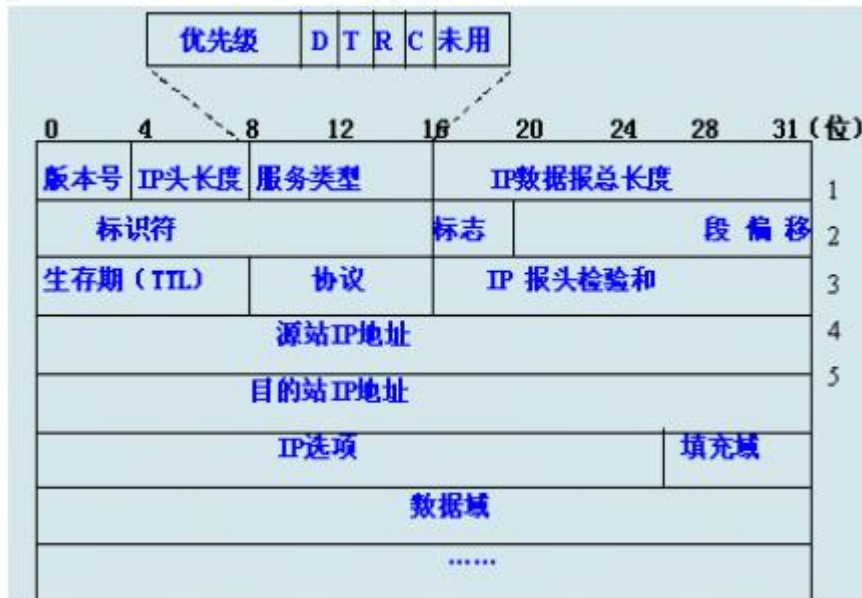 优先级 D T R C 未用
0 4 8 12 16 20 24 28 31(位)
版本号 IP头长度 服务类型 IP数据报总长度 1
标识符 标志 段 偏 移 2
生存期(TTL) 协议 IP 报头检验和 3
源站IP地址 4
目的站IP地址 5
IP选项 填充域
数据域
……